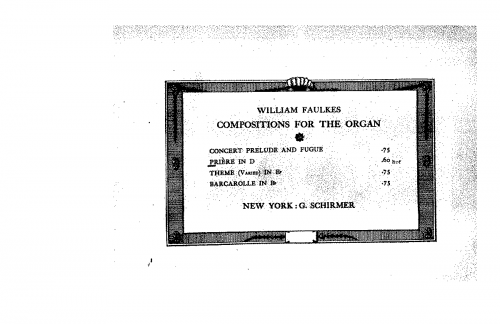 WILLIAM FAULKES
COMPOSITIONS FOR THE ORGAN
CONCERT PRELUDE AND FUGUE .75
PRIÈRE IN D .60 net
THEME (VARIED) IN E♭ .75
BARCAROLLE IN B♭ .75
NEW YORK : G. SCHIRMER